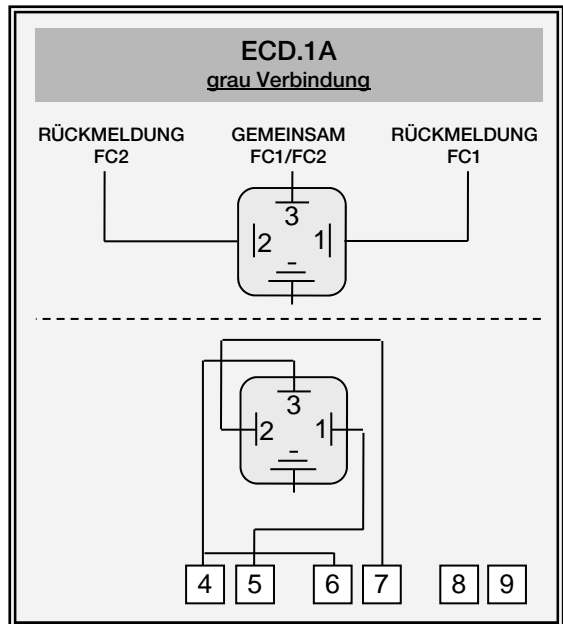 ECD.1A
grau Verbindung
RÜCKMELDUNG FC2
GEMEINSAM FC1/FC2
RÜCKMELDUNG FC1
3
2 1
3
2 1
4 5 6 7 8 9